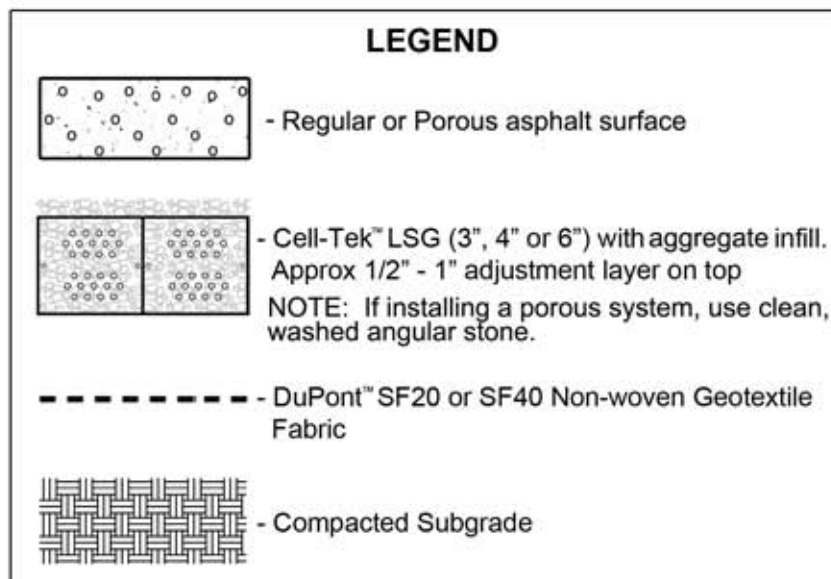 LEGEND
- Regular or Porous asphalt surface
- Cell-Tek™ LSG (3”, 4” or 6”) with aggregate infill.
Approx 1/2” - 1” adjustment layer on top
NOTE: If installing a porous system, use clean,
washed angular stone.
- DuPont™ SF20 or SF40 Non-woven Geotextile
Fabric
- Compacted Subgrade